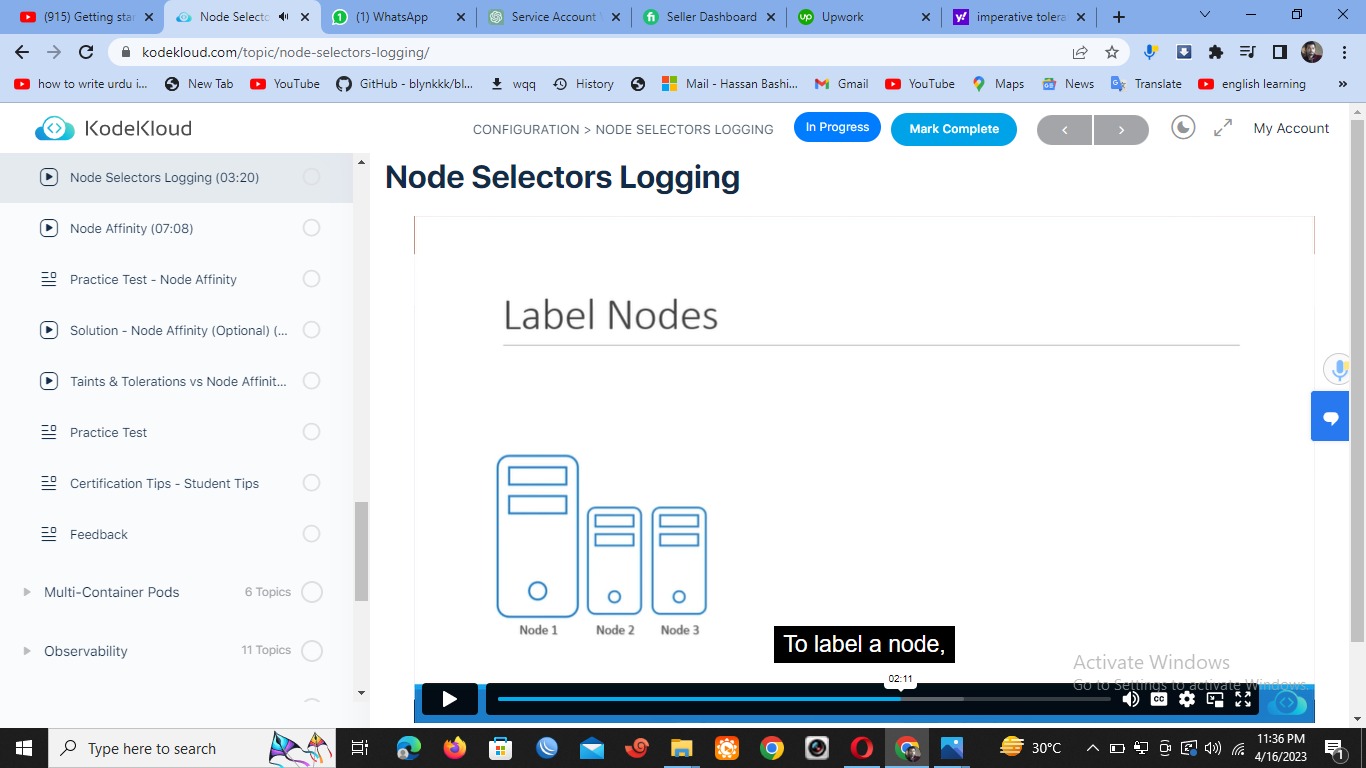 (915) Getting star
Node Selecto
(1) WhatsApp
Service Account
Seller Dashboard
Upwork
imperative tolera
kodekloud.com/topic/node-selectors-logging/
how to write urdu i...
New Tab
YouTube
GitHub - blynkkk/bl...
wqq
History
Mail - Hassan Bashi...
Gmail
YouTube
Maps
News
Translate
english learning
»
KodeKloud
CONFIGURATION > NODE SELECTORS LOGGING
In Progress
Mark Complete
My Account
Node Selectors Logging (03:20)
Node Affinity (07:08)
Practice Test - Node Affinity
Solution - Node Affinity (Optional) (...
Taints & Tolerations vs Node Affinit...
Practice Test
Certification Tips - Student Tips
Feedback
Multi-Container Pods 6 Topics
Observability 11 Topics
Node Selectors Logging
Label Nodes
Node 1 Node 2 Node 3
To label a node,
02:11
CC
Activate Windows
Go to Settings to activate Windows.
Type here to search
30°C
11:36 PM
4/16/2023
1